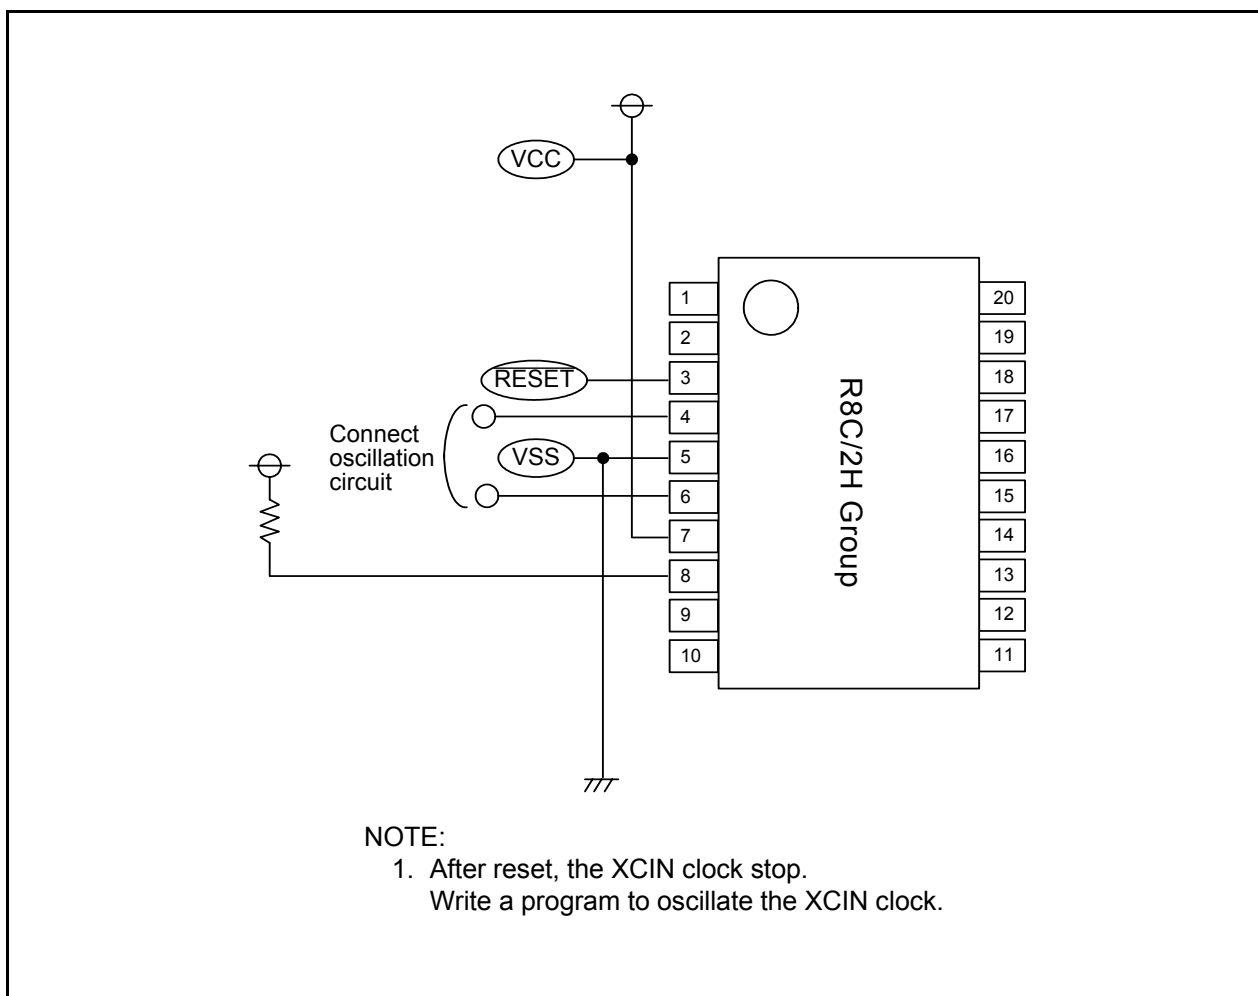 VCC
1
20
2
19
RESET
3
18
4
17
Connect
oscillation
circuit
VSS
5
16
6
15
7
14
8
13
9
12
10
11
R8C/2H Group
NOTE:
1. After reset, the XCIN clock stop.
Write a program to oscillate the XCIN clock.